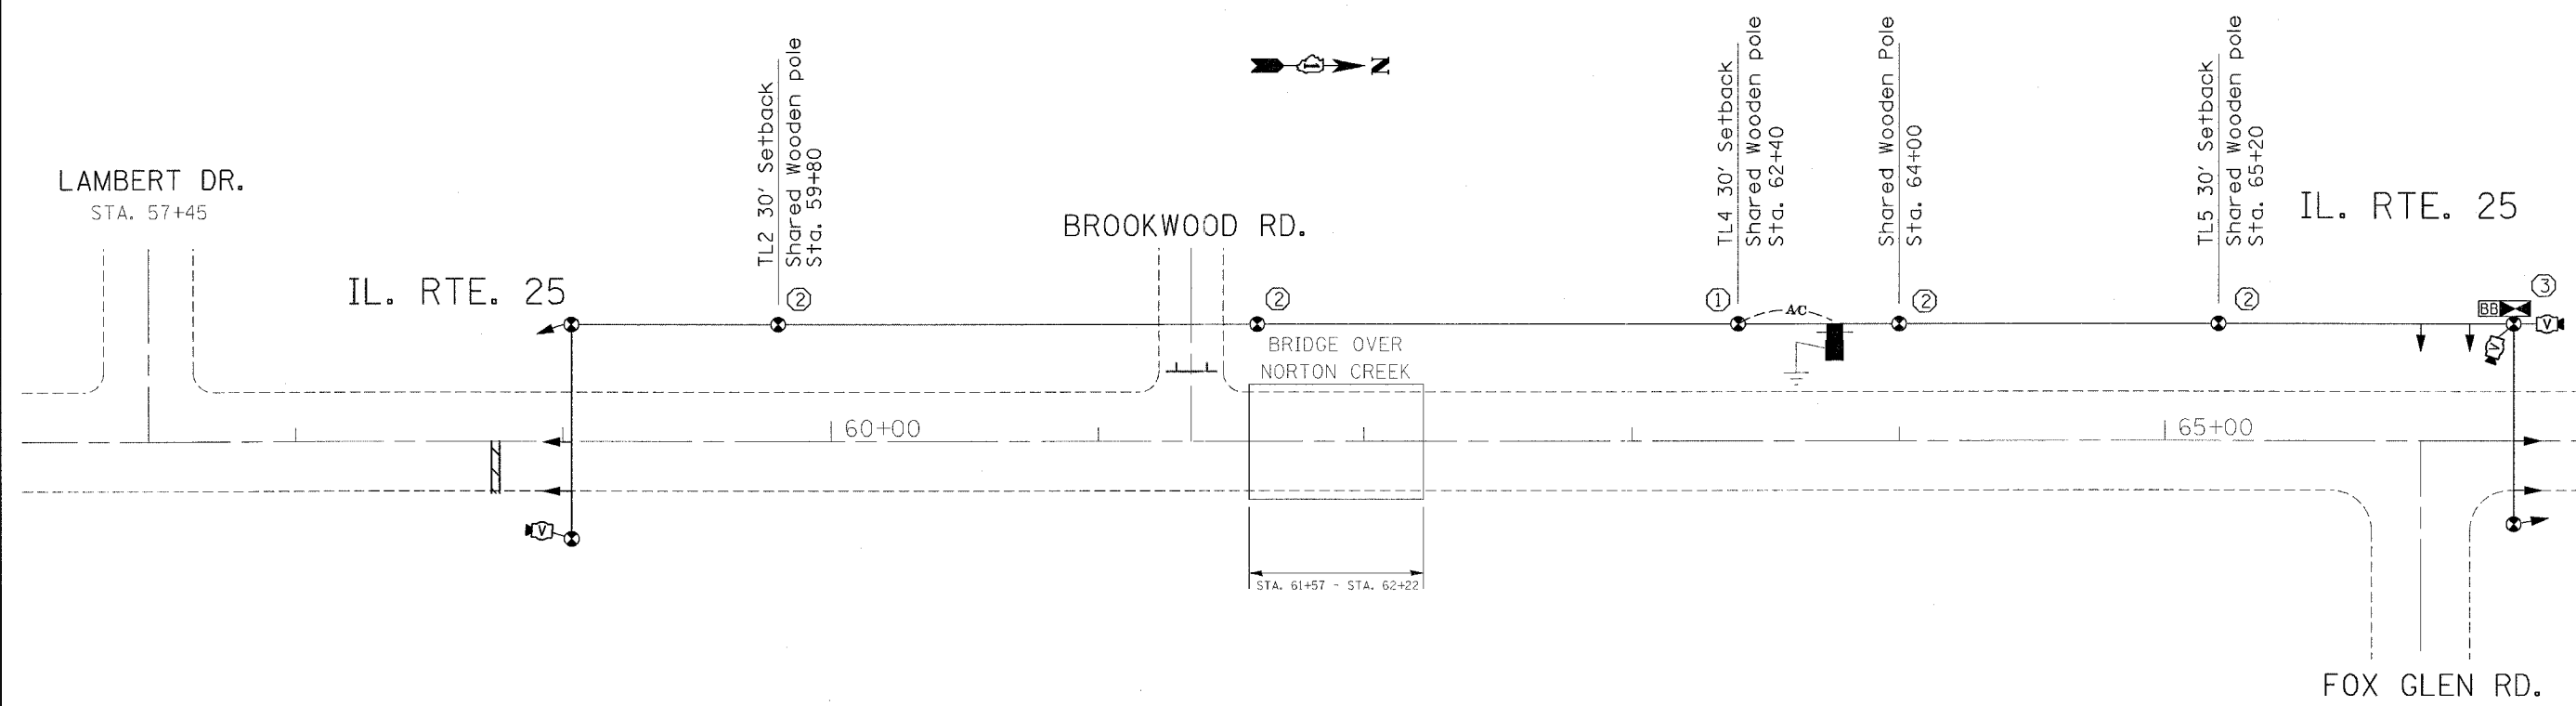 LAMBERT DR.
STA. 57+45
IL. RTE. 25
TL2 30' Setback
Shared Wooden pole
Sta. 59+80
2
N
BROOKWOOD RD.
2
BRIDGE OVER
NORTON CREEK
TL4 30' Setback
Shared Wooden pole
Sta. 62+40
1
A/C
Shared Wooden Pole
Sta. 64+00
2
TL5 30' Setback
Shared Wooden pole
Sta. 65+20
2
IL. RTE. 25
3
BB
V
V
60+00
65+00
V
STA. 61+57 - STA. 62+22
FOX GLEN RD.